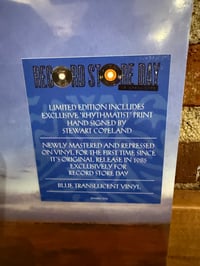 RECORD STORE DAY
LIMITED EDITION INCLUDES
EXCLUSIVE 'RHYTHMATIST' PRINT
HAND SIGNED BY
STEWART COPELAND
NEWLY MASTERED AND REPRESSED
ON VINYL FOR THE FIRST TIME SINCE
IT'S ORIGINAL RELEASE IN 1985
EXCLUSIVELY FOR
RECORD STORE DAY
BLUE TRANSLUCENT VINYL